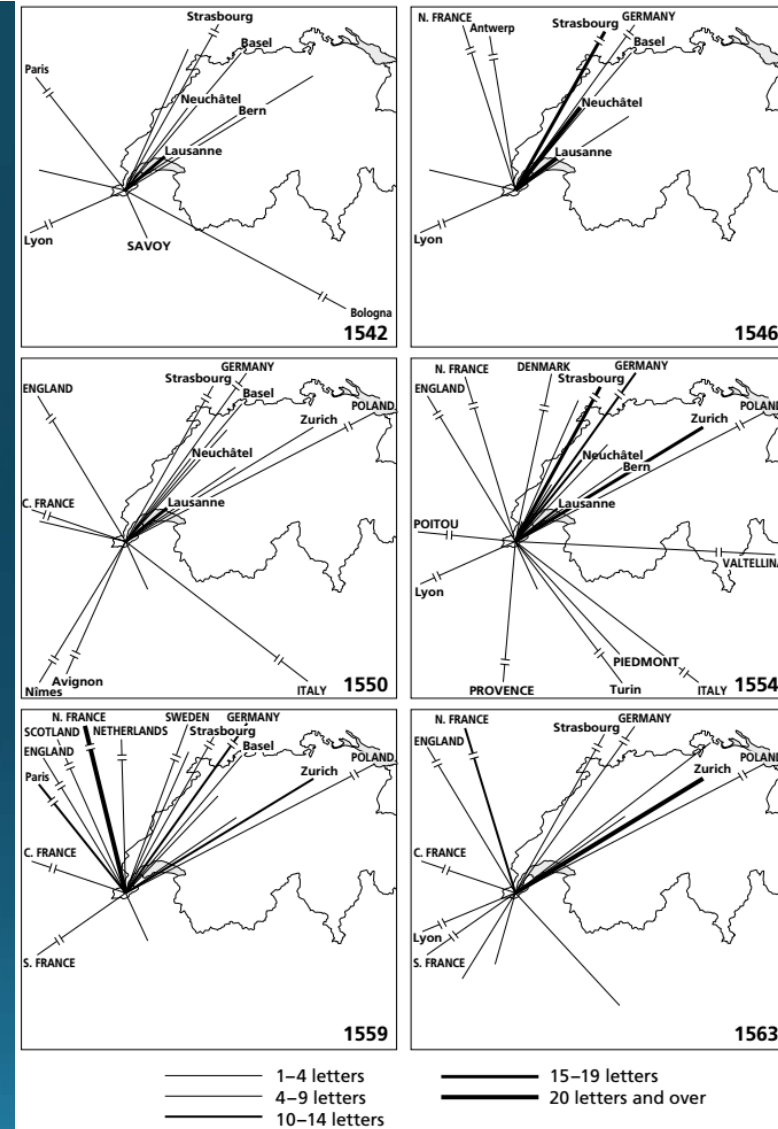 Strasbourg
Basel
Paris
Neuchâtel
Bern
Lausanne
Lyon
SAVOY
Bologna
1542
N. FRANCE
Antwerp
Strasbourg
GERMANY
Basel
Neuchâtel
Lausanne
Lyon
1546
ENGLAND
GERMANY
Strasbourg
Basel
POLAND
Zurich
Neuchâtel
C. FRANCE
Lausanne
Avignon
Nîmes
ITALY
1550
N. FRANCE
ENGLAND
DENMARK
GERMANY
Strasbourg
POLAND
Zurich
Neuchâtel
Bern
Lausanne
POITOU
VALTELLINA
Lyon
PIEDMONT
PROVENCE
Turin
ITALY
1554
N. FRANCE
SCOTLAND
NETHERLANDS
SWEDEN
GERMANY
Strasbourg
ENGLAND
Basel
POLAND
Paris
Zurich
C. FRANCE
S. FRANCE
1559
N. FRANCE
ENGLAND
GERMANY
Strasbourg
POLAND
Zurich
C. FRANCE
Lyon
S. FRANCE
1563
1–4 letters
4–9 letters
10–14 letters
15–19 letters
20 letters and over